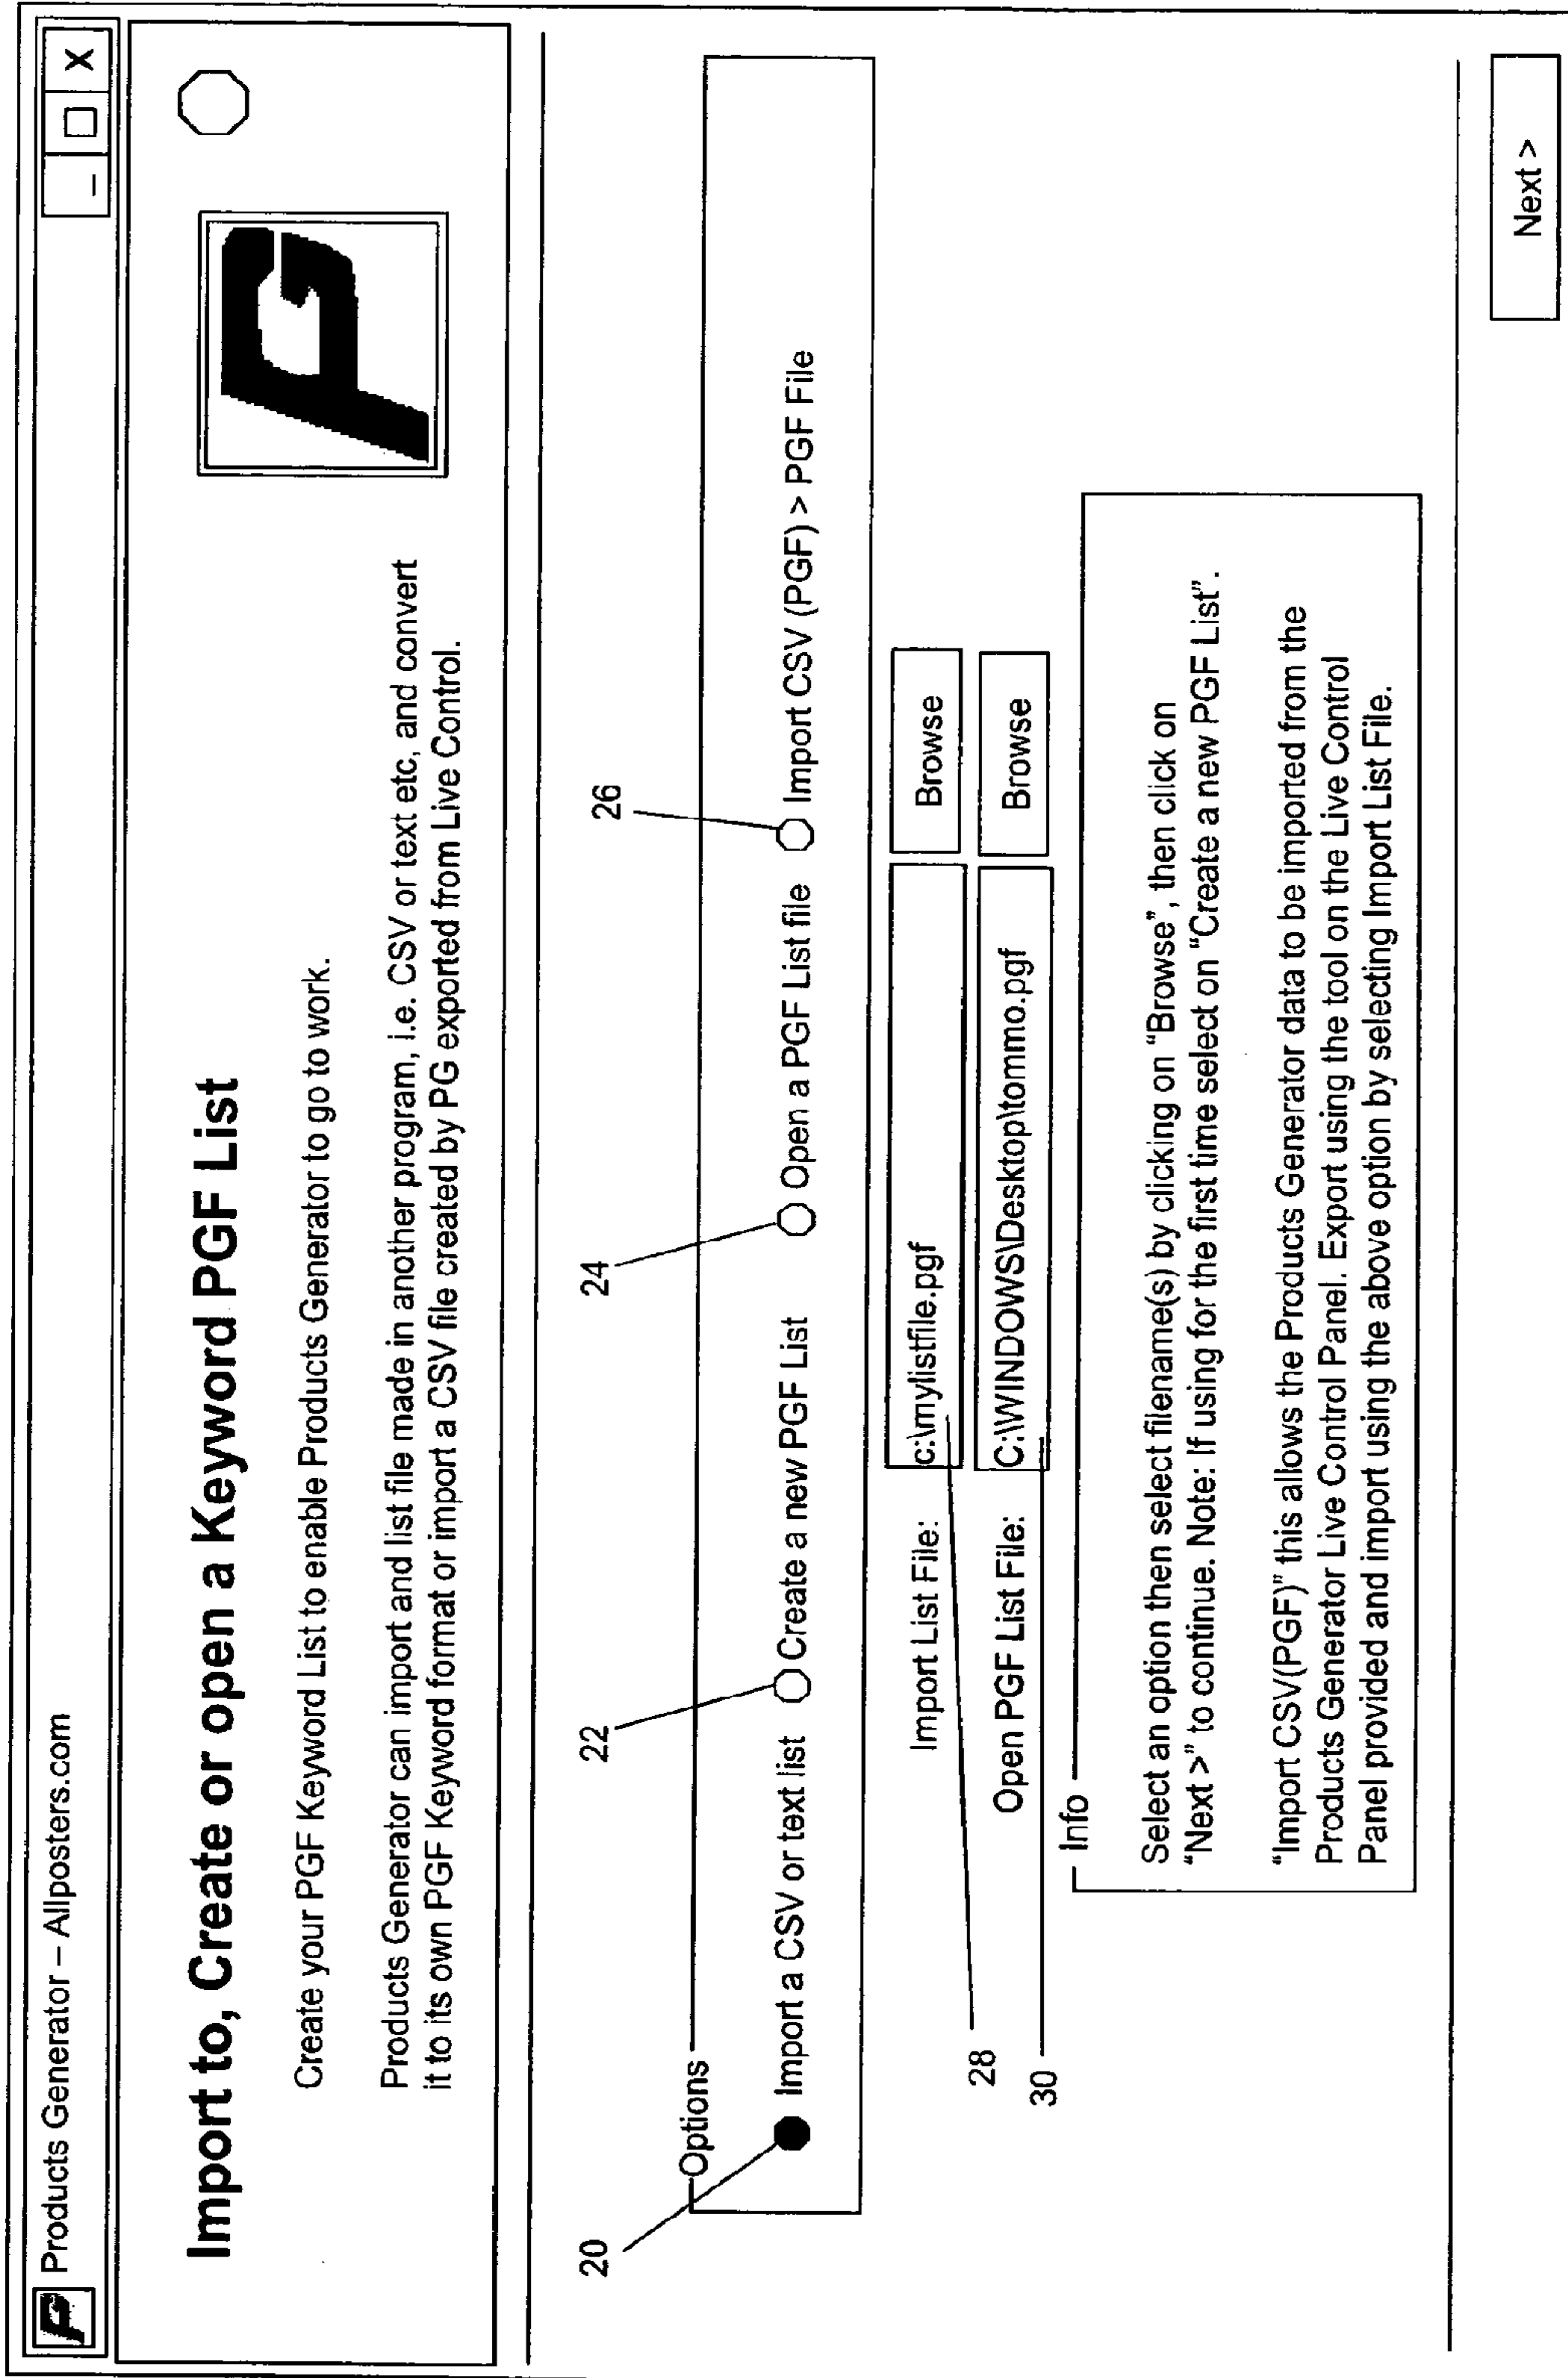 PG Products Generator – Allposters.com
_ X
Import to, Create or open a Keyword PGF List
Create your PGF Keyword List to enable Products Generator to go to work.
Products Generator can import and list file made in another program, i.e. CSV or text etc, and convert
it to its own PGF Keyword format or import a CSV file created by PG exported from Live Control.
PG
20
22
24
26
Options
Import a CSV or text list Create a new PGF List Open a PGF List file Import CSV (PGF) > PGF File
Import List File: c:\mylistfile.pgf Browse
28
Open PGF List File: C:\WINDOWS\Desktop\tommo.pgf Browse
30
Info
Select an option then select filename(s) by clicking on “Browse”, then click on
“Next >” to continue. Note: If using for the first time select on “Create a new PGF List”.
“Import CSV(PGF)” this allows the Products Generator data to be imported from the
Products Generator Live Control Panel. Export using the tool on the Live Control
Panel provided and import using the above option by selecting Import List File.
Next >